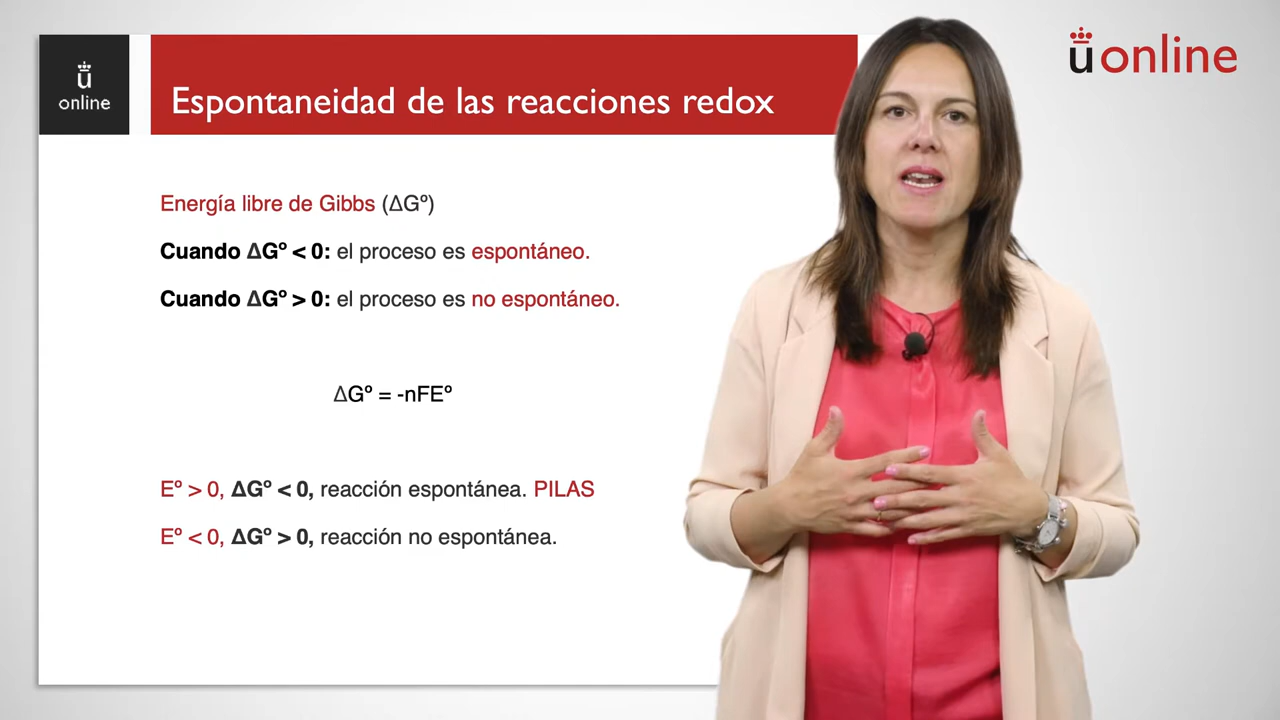 ü
online
Espontaneidad de las reacciones redox
üonline
Energía libre de Gibbs (ΔGº)
Cuando ΔGº < 0: el proceso es espontáneo.
Cuando ΔGº > 0: el proceso es no espontáneo.
ΔGº = -nFEº
Eº > 0, ΔGº < 0, reacción espontánea. PILAS
Eº < 0, ΔGº > 0, reacción no espontánea.